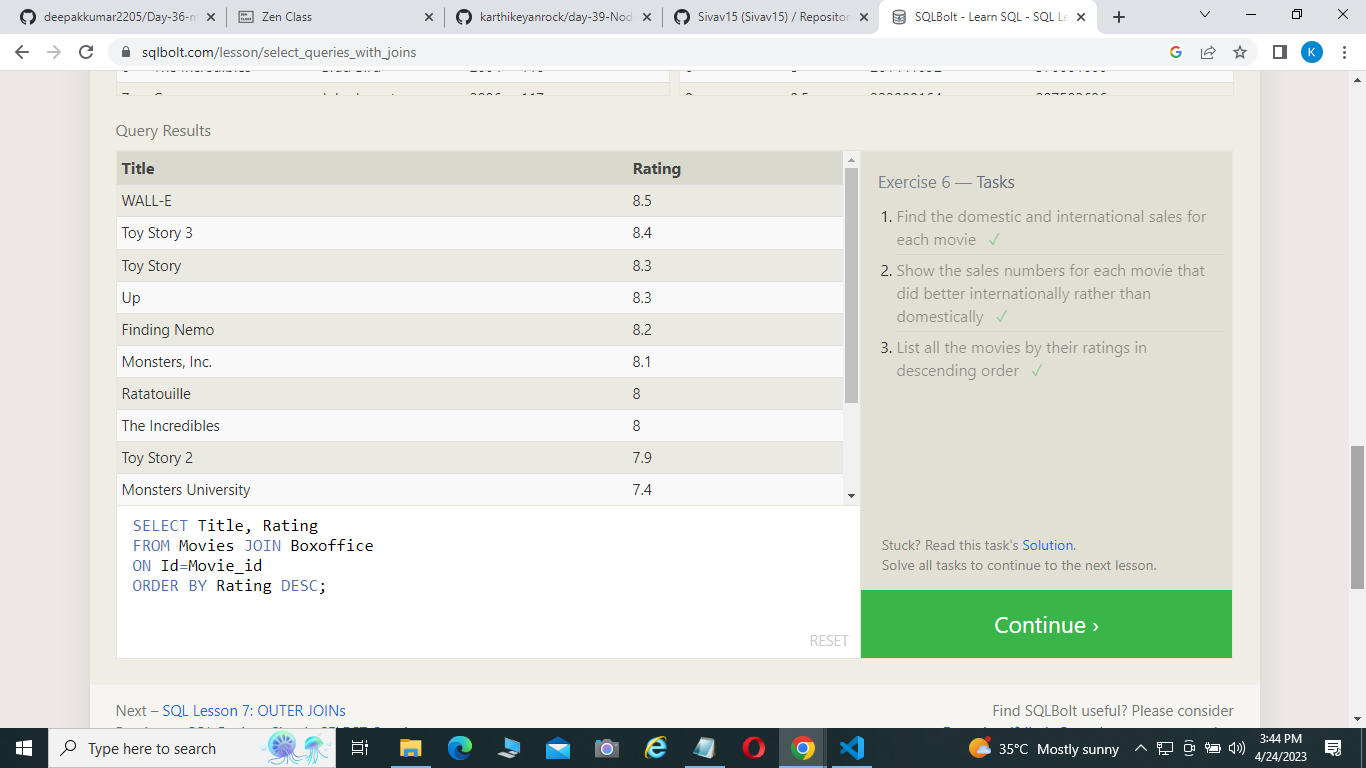 deepakkumar2205/Day-36-m
Zen Class
karthikeyanrock/day-39-Nod
Sivav15 (Sivav15) / Repositor
SQLBolt - Learn SQL - SQL Le
sqlbolt.com/lesson/select_queries_with_joins
K
Query Results
Title Rating
WALL-E 8.5
Toy Story 3 8.4
Toy Story 8.3
Up 8.3
Finding Nemo 8.2
Monsters, Inc. 8.1
Ratatouille 8
The Incredibles 8
Toy Story 2 7.9
Monsters University 7.4
SELECT Title, Rating
FROM Movies JOIN Boxoffice
ON Id=Movie_id
ORDER BY Rating DESC;
RESET
Exercise 6 — Tasks
1. Find the domestic and international sales for
each movie ✓
2. Show the sales numbers for each movie that
did better internationally rather than
domestically ✓
3. List all the movies by their ratings in
descending order ✓
Stuck? Read this task's Solution.
Solve all tasks to continue to the next lesson.
Continue ›
Next – SQL Lesson 7: OUTER JOINs
Find SQLBolt useful? Please consider
Type here to search
35°C Mostly sunny
3:44 PM
4/24/2023